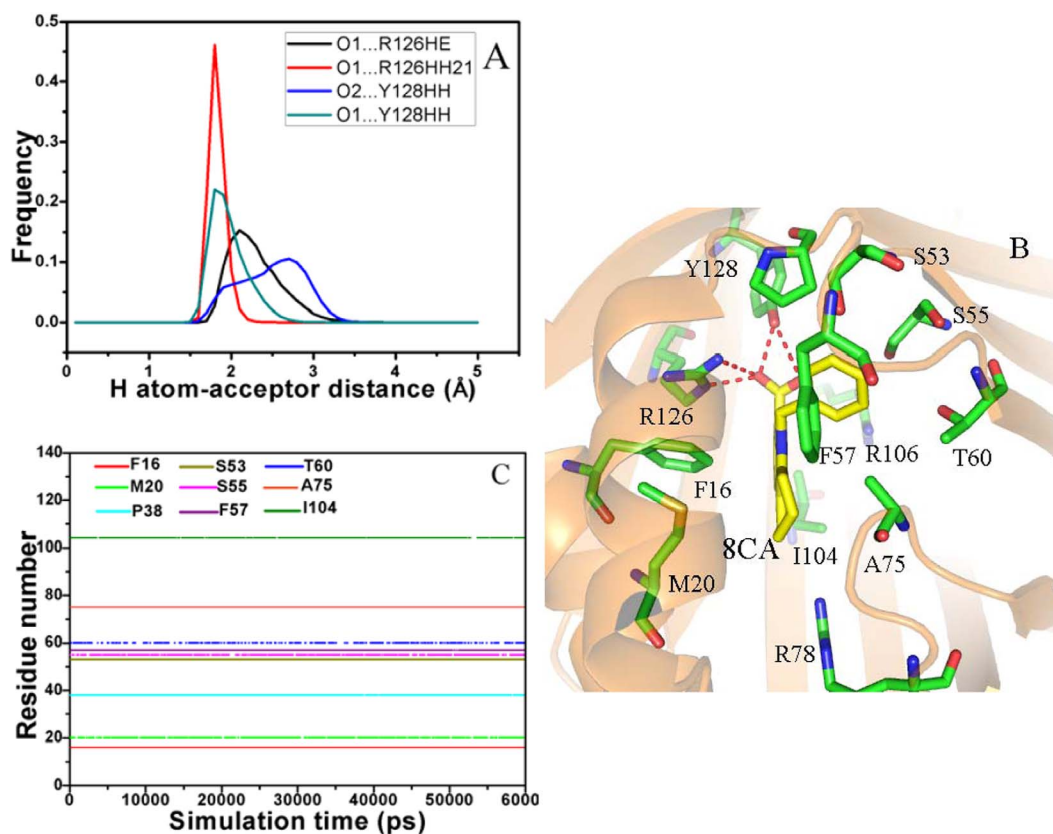 A
O1...R126HE
O1...R126HH21
O2...Y128HH
O1...Y128HH
Frequency
0.5
0.4
0.3
0.2
0.1
0.0
0 1 2 3 4 5
H atom-acceptor distance (Å)
B
Y128
S53
S55
R126
F57
R106
T60
F16
8CA
I104
A75
M20
R78
C
F16 S53 T60
M20 S55 A75
P38 F57 I104
Residue number
140
120
100
80
60
40
20
0
0 10000 20000 30000 40000 50000 6000
Simulation time (ps)